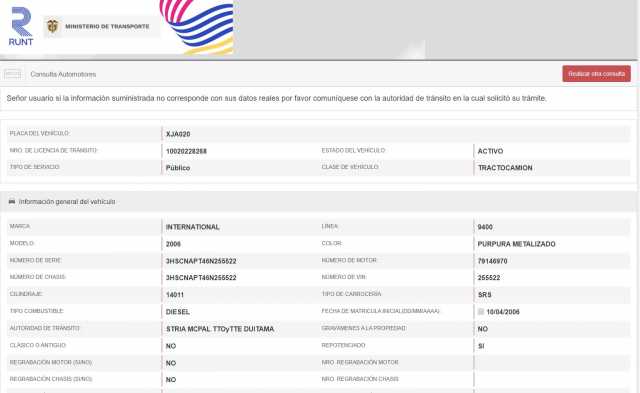 RUNT
MINISTERIO DE TRANSPORTE
Consulta Automotores
Realizar otra consulta
Señor usuario si la información suministrada no corresponde con sus datos reales por favor comuníquese con la autoridad de tránsito en la cual solicitó su trámite.
PLACA DEL VEHÍCULO: XJA020
NRO. DE LICENCIA DE TRÁNSITO: 10020228268 ESTADO DEL VEHÍCULO: ACTIVO
TIPO DE SERVICIO: Público CLASE DE VEHÍCULO: TRACTOCAMION
Información general del vehículo
MARCA: INTERNATIONAL LÍNEA: 9400
MODELO: 2006 COLOR: PURPURA METALIZADO
NÚMERO DE SERIE: 3HSCNAPT46N255522 NÚMERO DE MOTOR: 79146970
NÚMERO DE CHASIS: 3HSCNAPT46N255522 NÚMERO DE VIN: 255522
CILINDRAJE: 14011 TIPO DE CARROCERÍA: SRS
TIPO COMBUSTIBLE: DIESEL FECHA DE MATRICULA INICIAL(DD/MM/AAAA): 10/04/2006
AUTORIDAD DE TRÁNSITO: STRIA MCPAL TTOyTTE DUITAMA GRAVÁMENES A LA PROPIEDAD: NO
CLÁSICO O ANTIGUO: NO REPOTENCIADO: SI
REGRABACIÓN MOTOR (SI/NO) NO NRO. REGRABACIÓN MOTOR
REGRABACIÓN CHASIS (SI/NO) NO NRO. REGRABACIÓN CHASIS